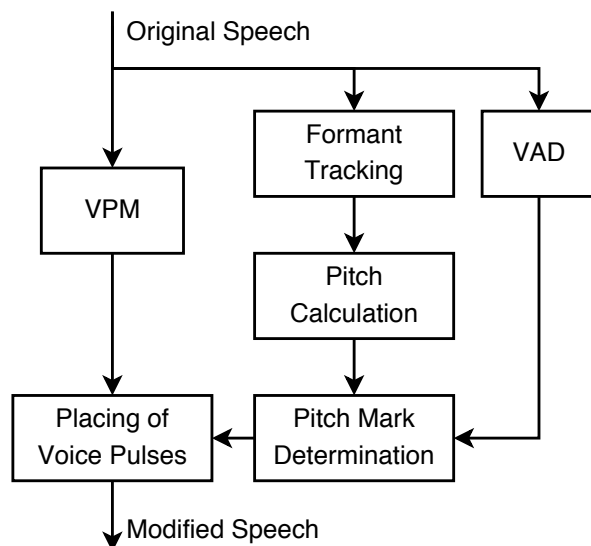 Original Speech
Formant
Tracking
VAD
VPM
Pitch
Calculation
Placing of
Voice Pulses
Pitch Mark
Determination
Modified Speech